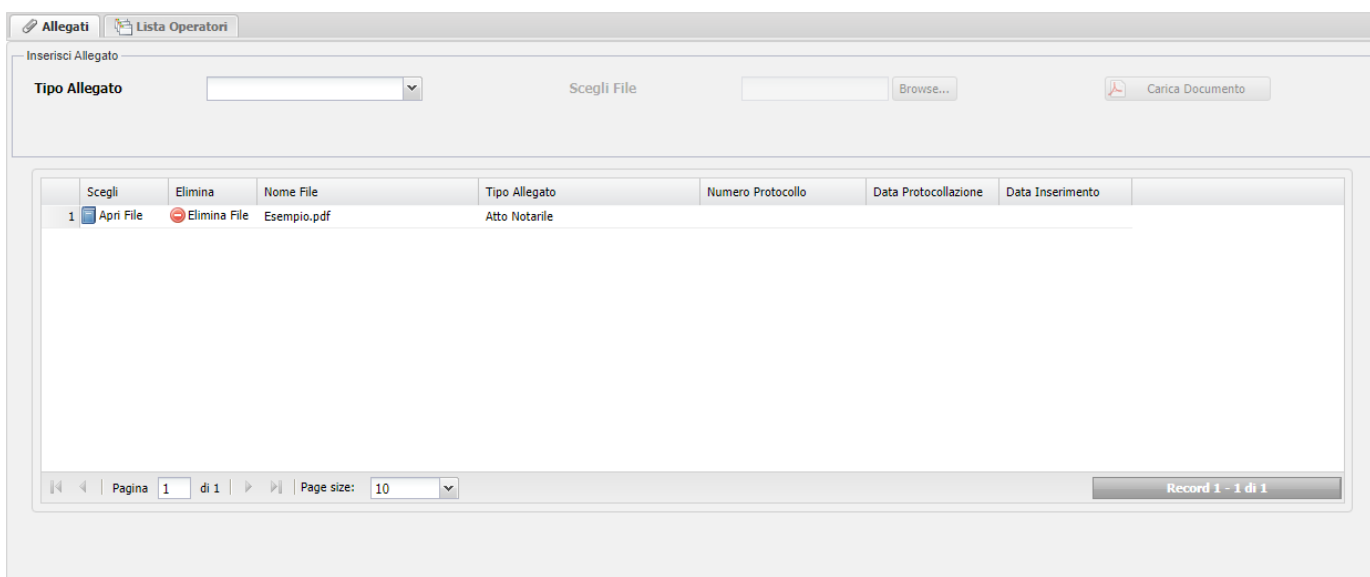 Allegati Lista Operatori
Inserisci Allegato
Tipo Allegato Scegli File Browse... Carica Documento
Scegli Elimina Nome File Tipo Allegato Numero Protocollo Data Protocollazione Data Inserimento
1 Apri File Elimina File Esempio.pdf Atto Notarile
Pagina 1 di 1 Page size: 10 Record 1 - 1 di 1